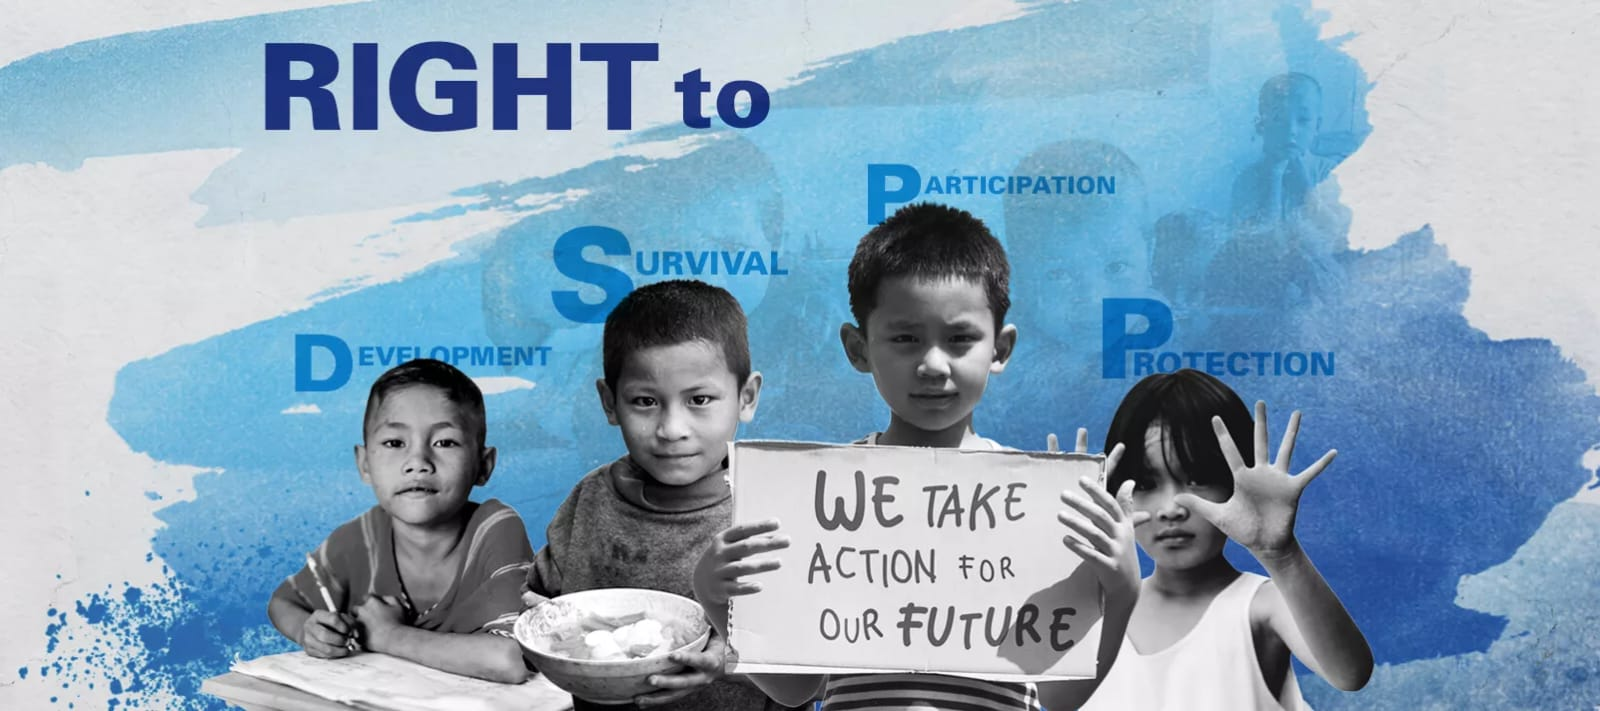 RIGHT to
PARTICIPATION
SURVIVAL
DEVELOPMENT
PROTECTION
WE TAKE
ACTION FOR
OUR FUTURE